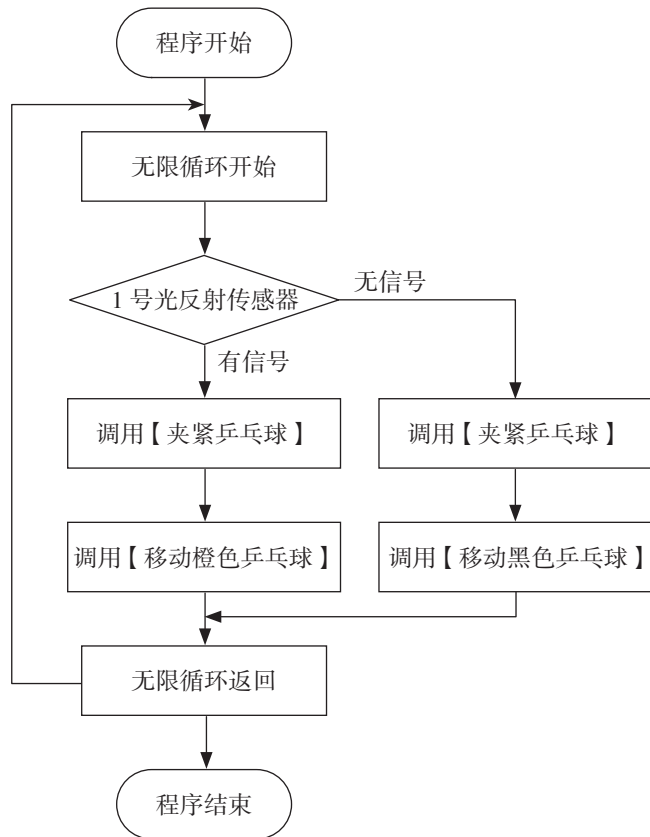 程序开始
无限循环开始
1 号光反射传感器
无信号
有信号
调用【夹紧乒乓球】
调用【夹紧乒乓球】
调用【移动橙色乒乓球】
调用【移动黑色乒乓球】
无限循环返回
程序结束